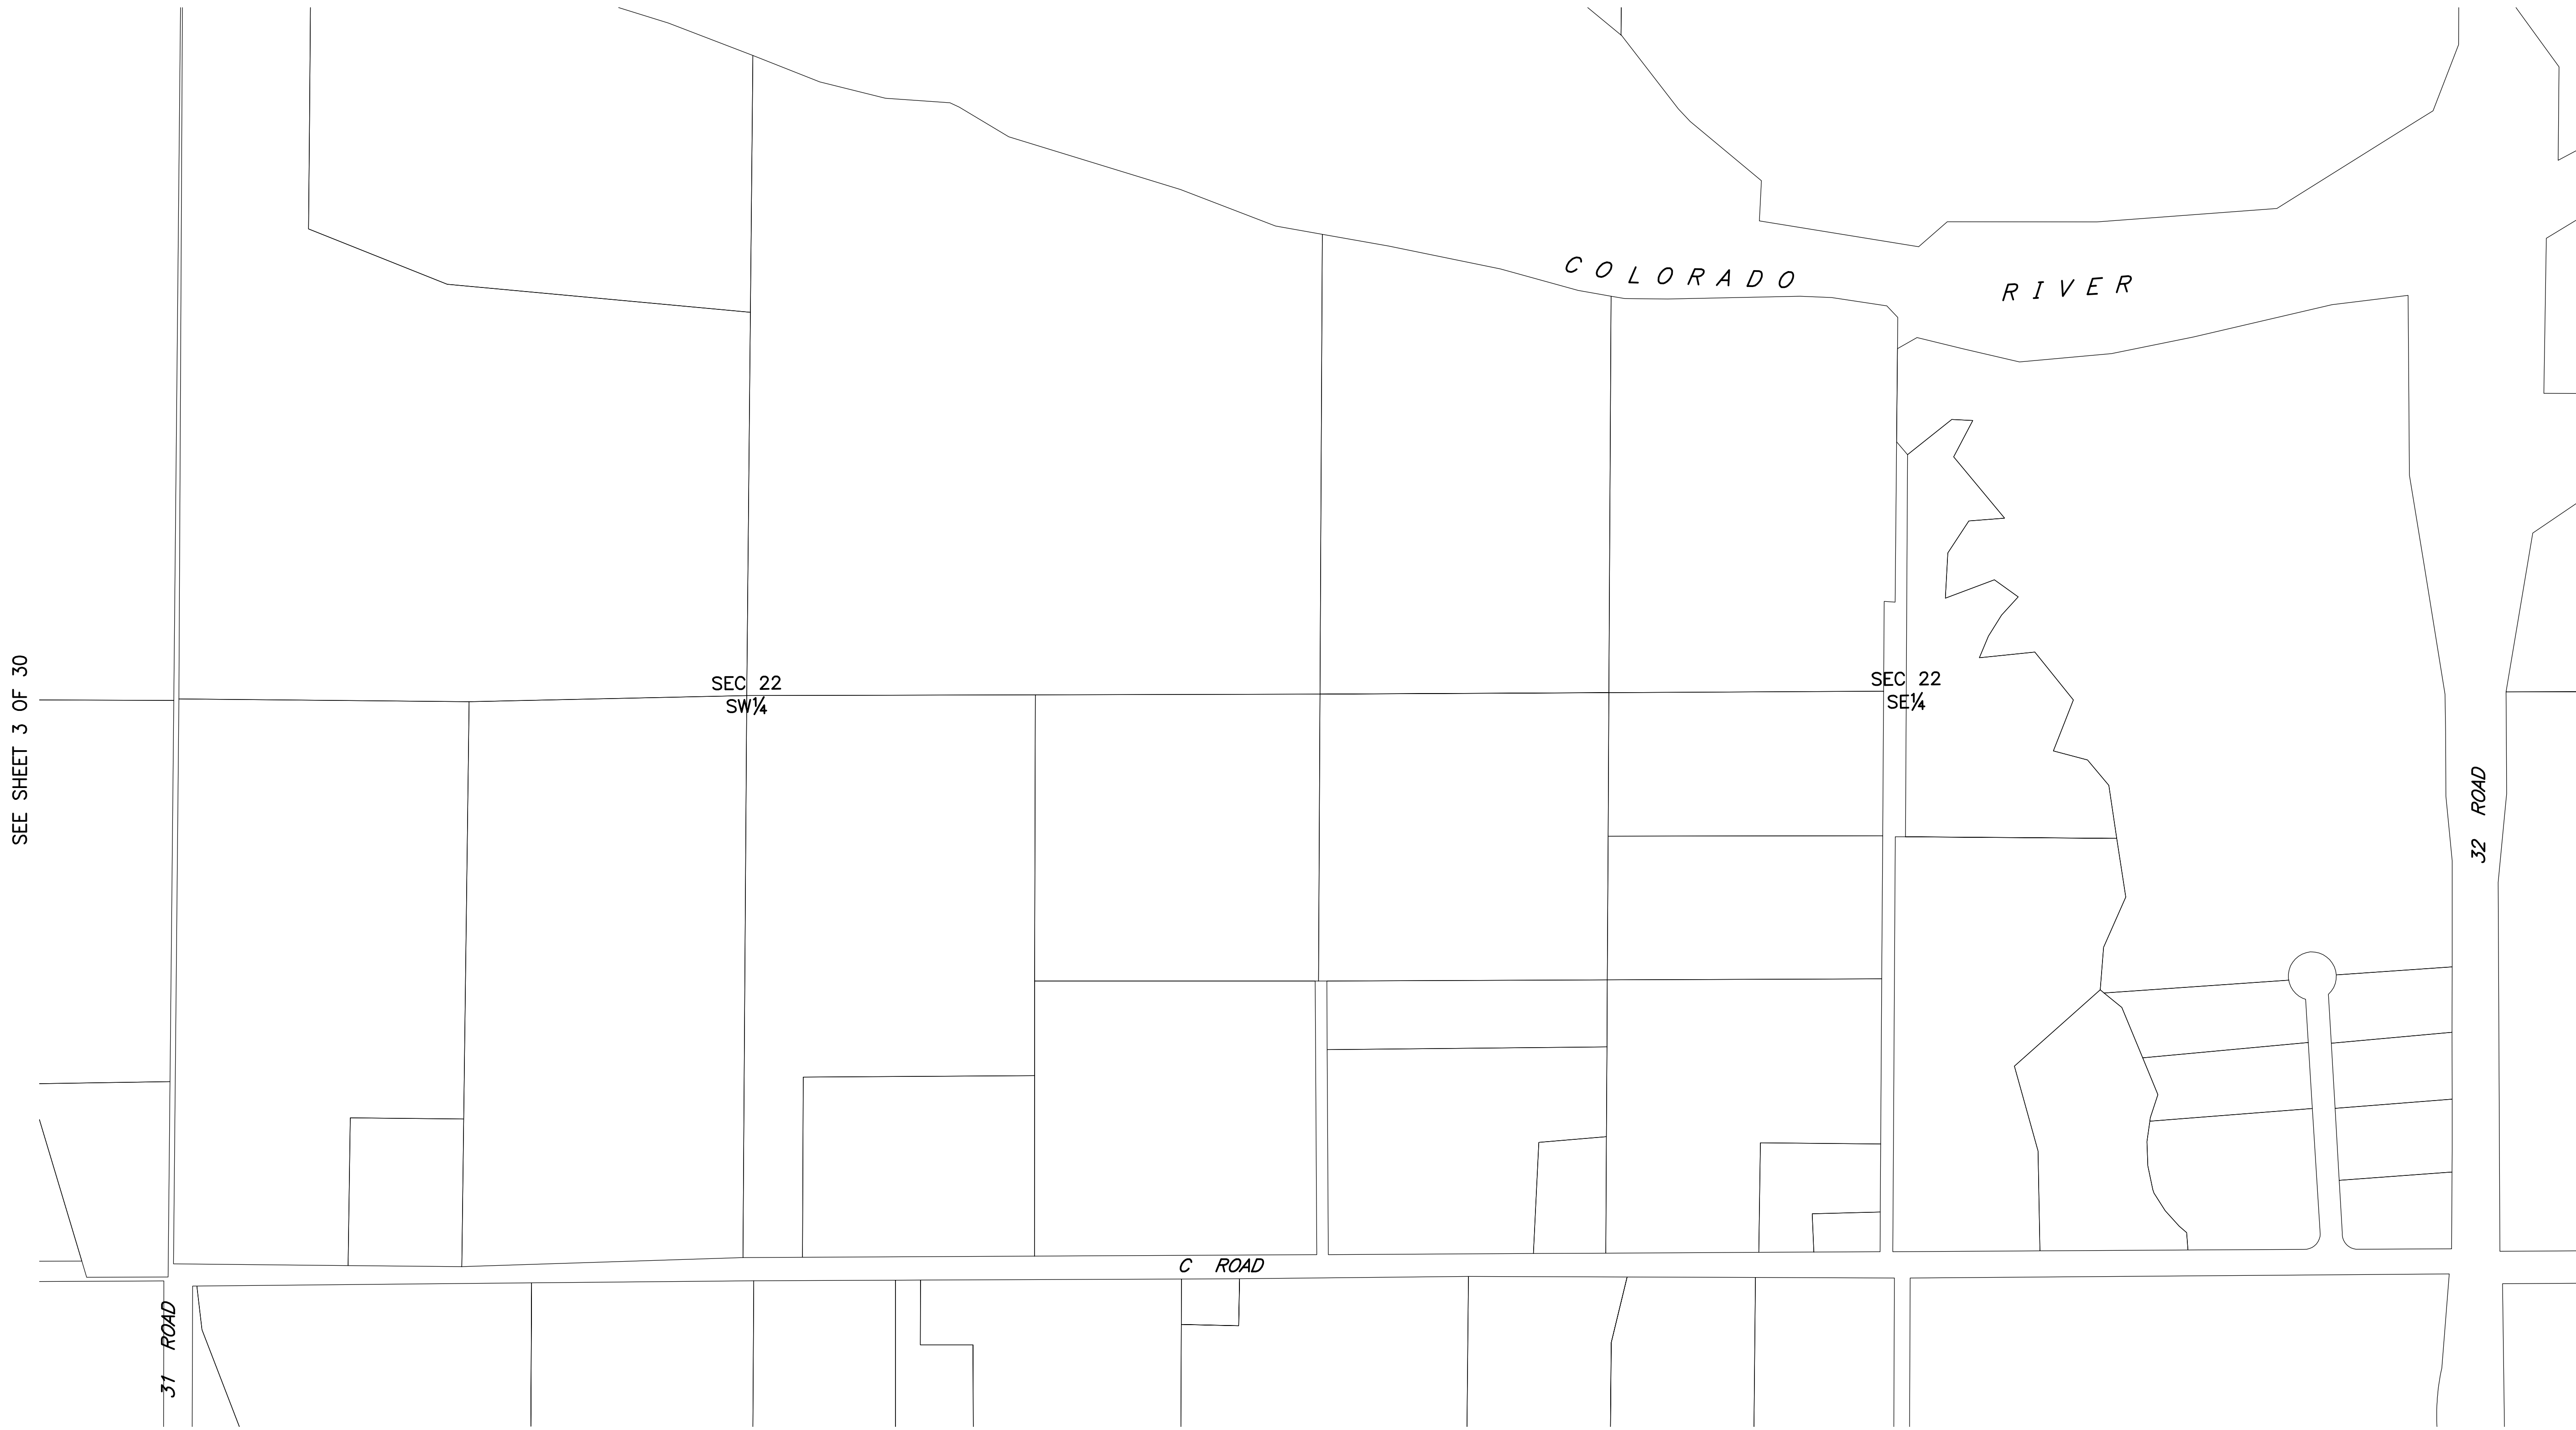 COLORADO RIVER
SEE SHEET 3 OF 30
SEC 22
SW¼
SEC 22
SE¼
32 ROAD
C ROAD
31 ROAD